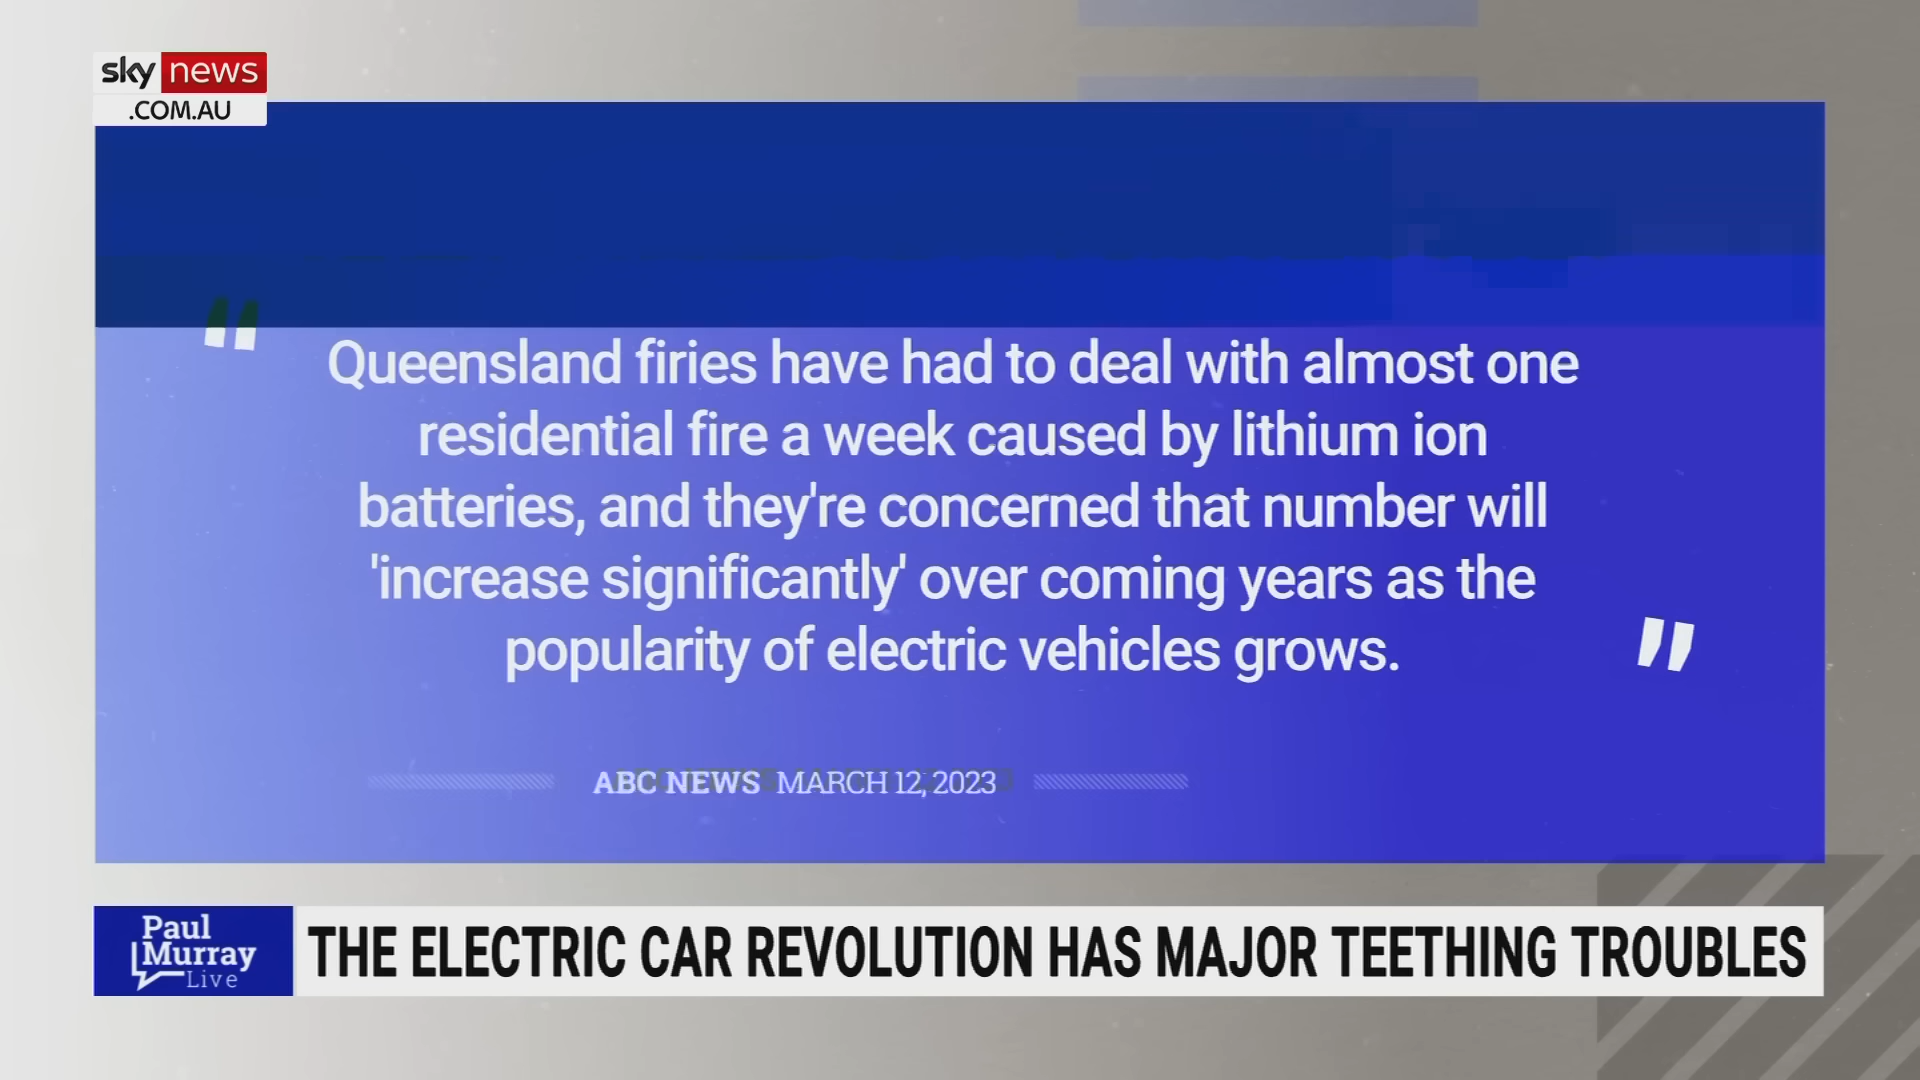 sky news
.COM.AU
"
Queensland firies have had to deal with almost one
residential fire a week caused by lithium ion
batteries, and they're concerned that number will
'increase significantly' over coming years as the
popularity of electric vehicles grows.
"
ABC NEWS MARCH 12, 2023
Paul
Murray
Live
THE ELECTRIC CAR REVOLUTION HAS MAJOR TEETHING TROUBLES